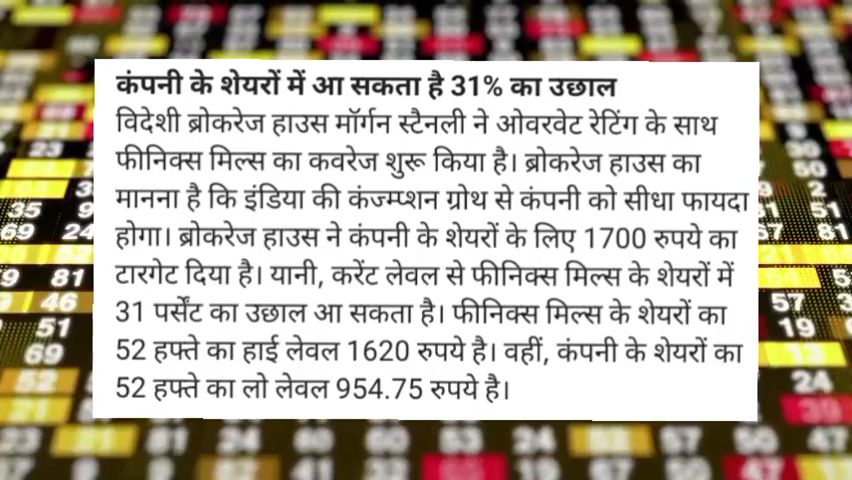 कंपनी के शेयरों में आ सकता है 31% का उछाल
विदेशी ब्रोकरेज हाउस मॉर्गन स्टैनली ने ओवरवेट रेटिंग के साथ
फीनिक्स मिल्स का कवरेज शुरू किया है। ब्रोकरेज हाउस का
मानना है कि इंडिया की कंज्म्प्शन ग्रोथ से कंपनी को सीधा फायदा
होगा। ब्रोकरेज हाउस ने कंपनी के शेयरों के लिए 1700 रुपये का
टारगेट दिया है। यानी, करेंट लेवल से फीनिक्स मिल्स के शेयरों में
31 पर्सेंट का उछाल आ सकता है। फीनिक्स मिल्स के शेयरों का
52 हफ्ते का हाई लेवल 1620 रुपये है। वहीं, कंपनी के शेयरों का
52 हफ्ते का लो लेवल 954.75 रुपये है।